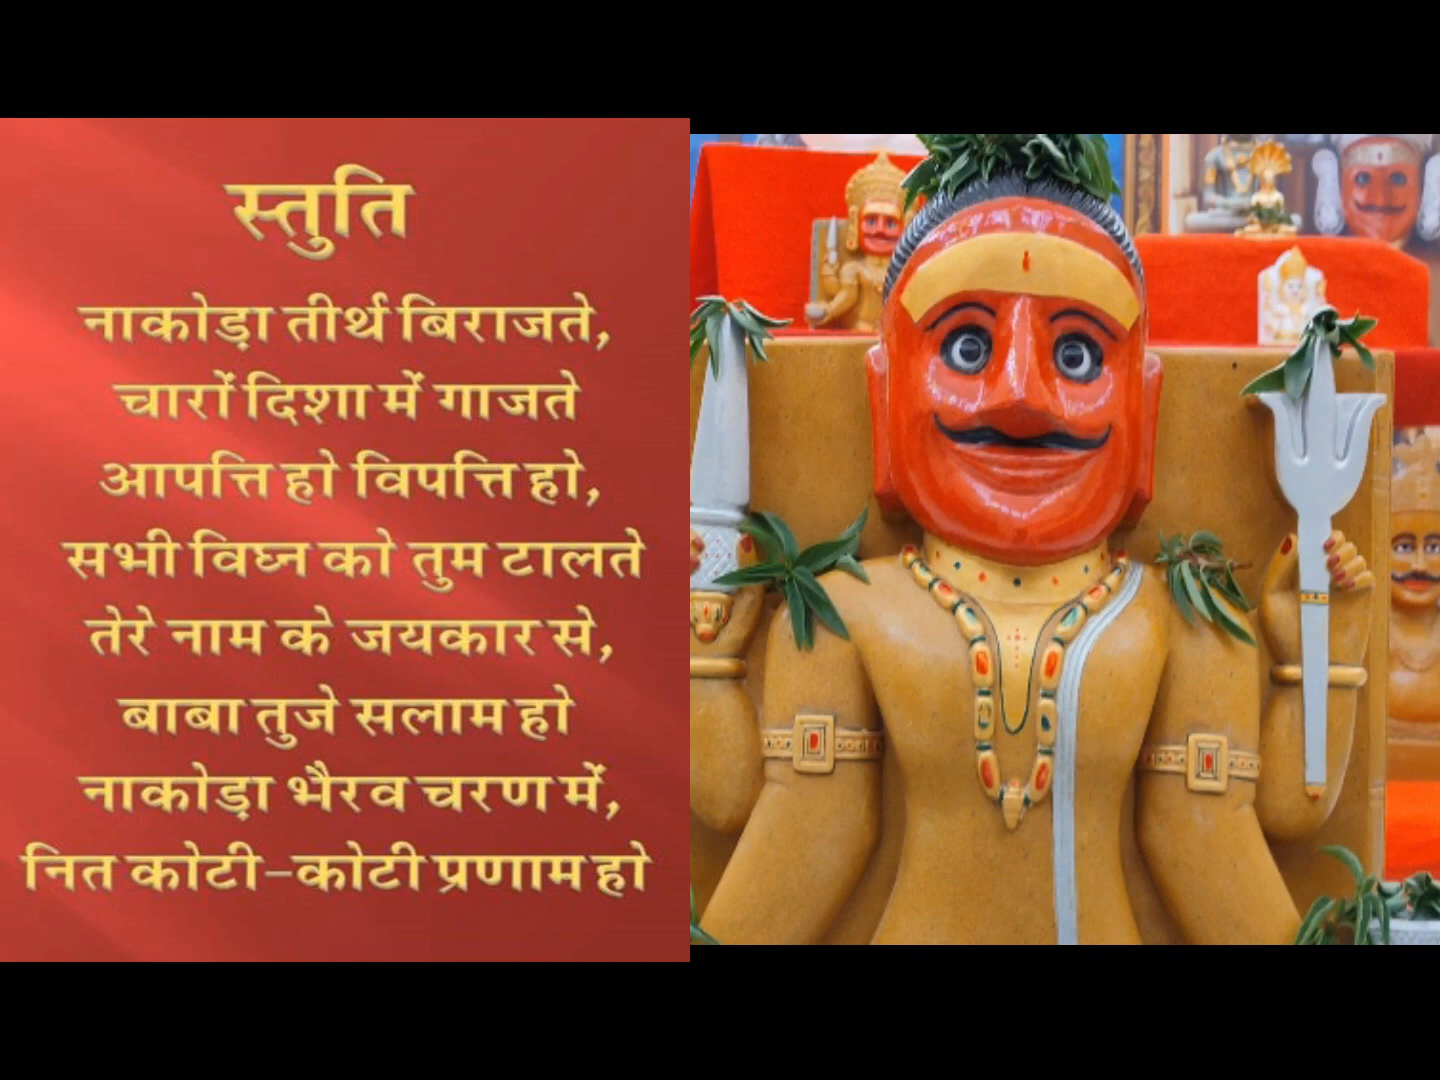 स्तुति
नाकोड़ा तीर्थ बिराजते,
चारों दिशा में गाजते
आपत्ति हो विपत्ति हो,
सभी विघ्न को तुम टालते
तेरे नाम के जयकार से,
बाबा तुजे सलाम हो
नाकोड़ा भैरव चरण में,
नित कोटी-कोटी प्रणाम हो